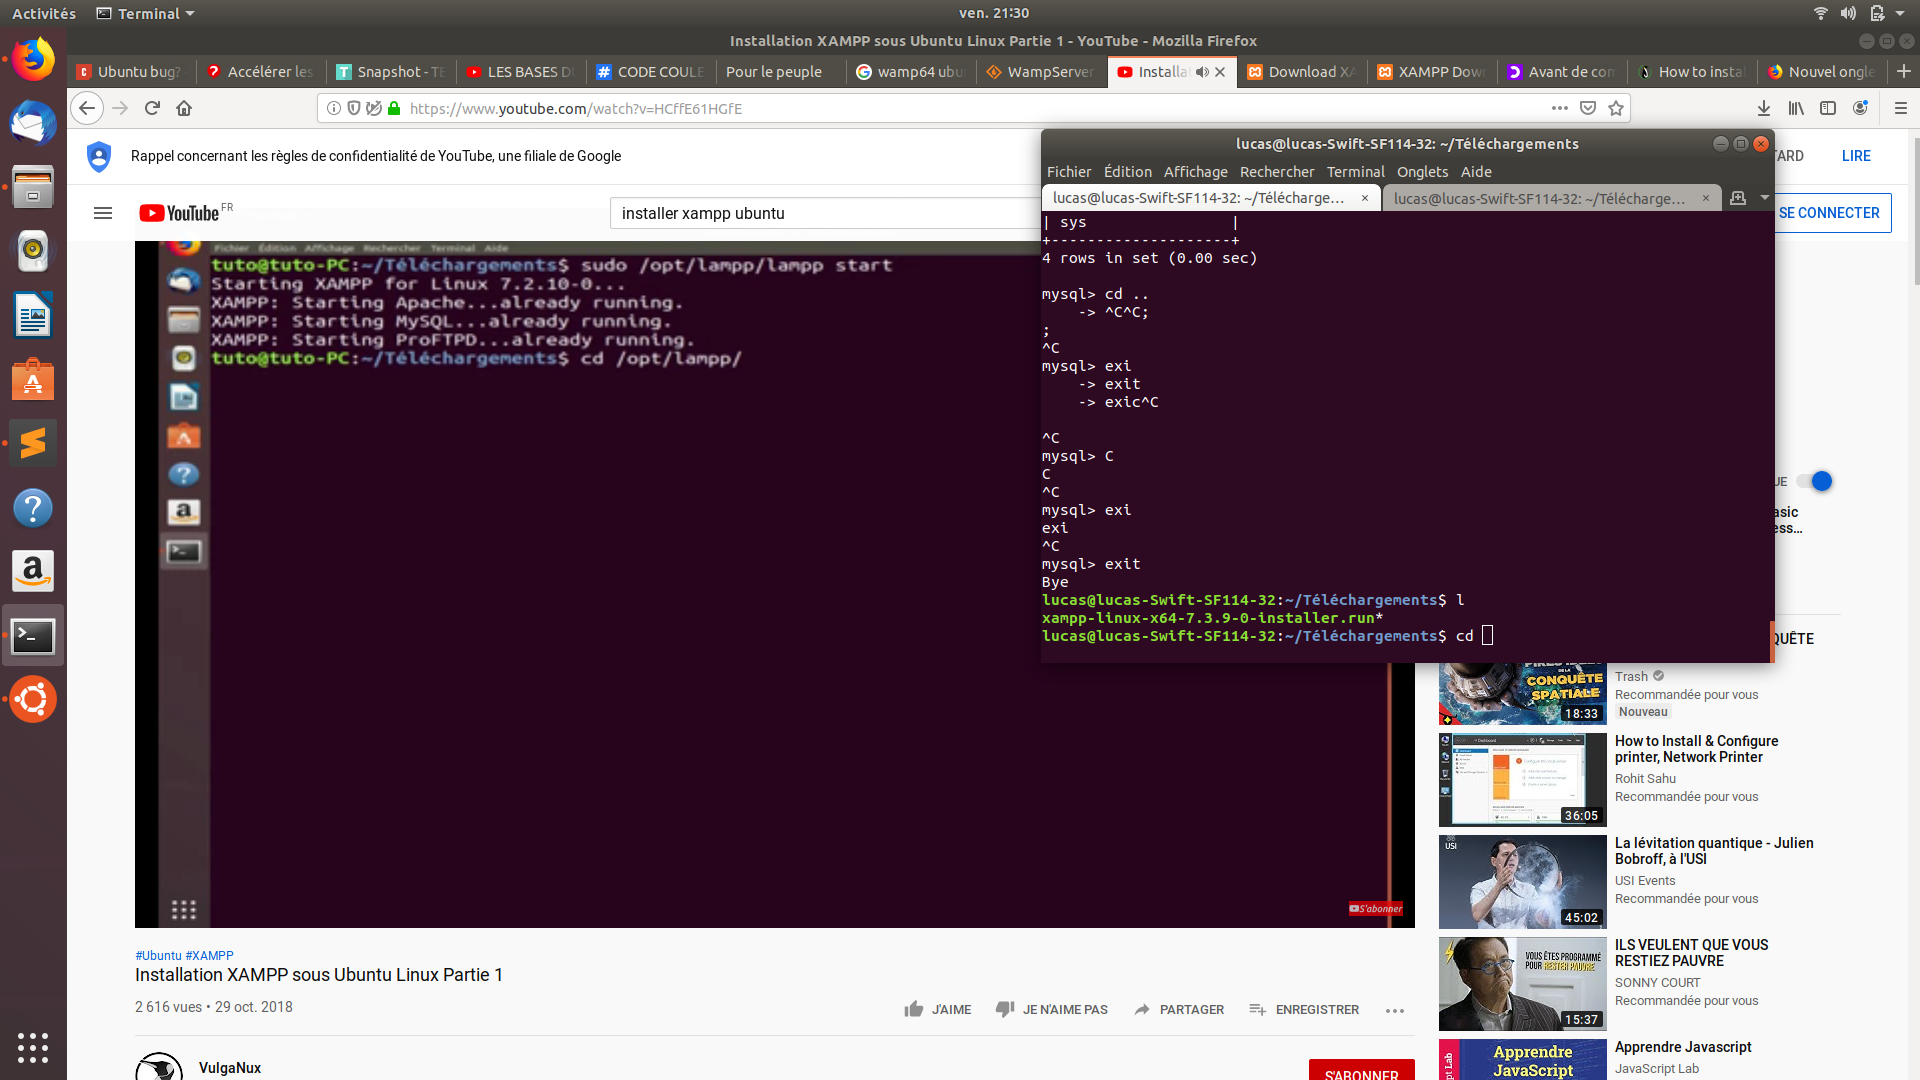 Activités
Terminal
ven. 21:30
Installation XAMPP sous Ubuntu Linux Partie 1 - YouTube - Mozilla Firefox
Ubuntu bug?
Accélérer les
Snapshot - TE
LES BASES D
CODE COULE
Pour le peuple
wamp64 ubu
WampServer
Installat
Download XA
XAMPP Dow
Avant de com
How to instal
Nouvel ongle
https://www.youtube.com/watch?v=HCffE61HGfE
Rappel concernant les règles de confidentialité de YouTube, une filiale de Google
TARD
LIRE
YouTube FR
installer xampp ubuntu
SE CONNECTER
Fichier Édition Affichage Rechercher Terminal Aide
tuto@tuto-PC:~/Téléchargements$ sudo /opt/lampp/lampp start
Starting XAMPP for Linux 7.2.10-0...
XAMPP: Starting Apache...already running.
XAMPP: Starting MySQL...already running.
XAMPP: Starting ProFTPD...already running.
tuto@tuto-PC:~/Téléchargements$ cd /opt/lampp/
S'abonner
lucas@lucas-Swift-SF114-32: ~/Téléchargements
Fichier Édition Affichage Rechercher Terminal Onglets Aide
lucas@lucas-Swift-SF114-32: ~/Télécharge...
lucas@lucas-Swift-SF114-32: ~/Télécharge...
| sys                |
+--------------------+
4 rows in set (0.00 sec)
mysql> cd ..
-> ^C^C;
;
^C
mysql> exi
-> exit
-> exic^C
^C
mysql> C
C
^C
mysql> exi
exi
^C
mysql> exit
Bye
lucas@lucas-Swift-SF114-32:~/Téléchargements$ l
xampp-linux-x64-7.3.9-0-installer.run*
lucas@lucas-Swift-SF114-32:~/Téléchargements$ cd
UE
asic
ess...
QUÊTE
CONQUÊTE
SPATIALE
18:33
Trash
Recommandée pour vous
Nouveau
36:05
How to Install & Configure
printer, Network Printer
Rohit Sahu
Recommandée pour vous
USI
45:02
La lévitation quantique - Julien
Bobroff, à l'USI
USI Events
Recommandée pour vous
VOUS ÊTES PROGRAMMÉ
POUR RESTER PAUVRE
15:37
ILS VEULENT QUE VOUS
RESTIEZ PAUVRE
SONNY COURT
Recommandée pour vous
pt Lab
Apprendre
JavaScript
Apprendre Javascript
JavaScript Lab
#Ubuntu #XAMPP
Installation XAMPP sous Ubuntu Linux Partie 1
2 616 vues • 29 oct. 2018
J'AIME
JE N'AIME PAS
PARTAGER
ENREGISTRER
VulgaNux
S'ABONNER